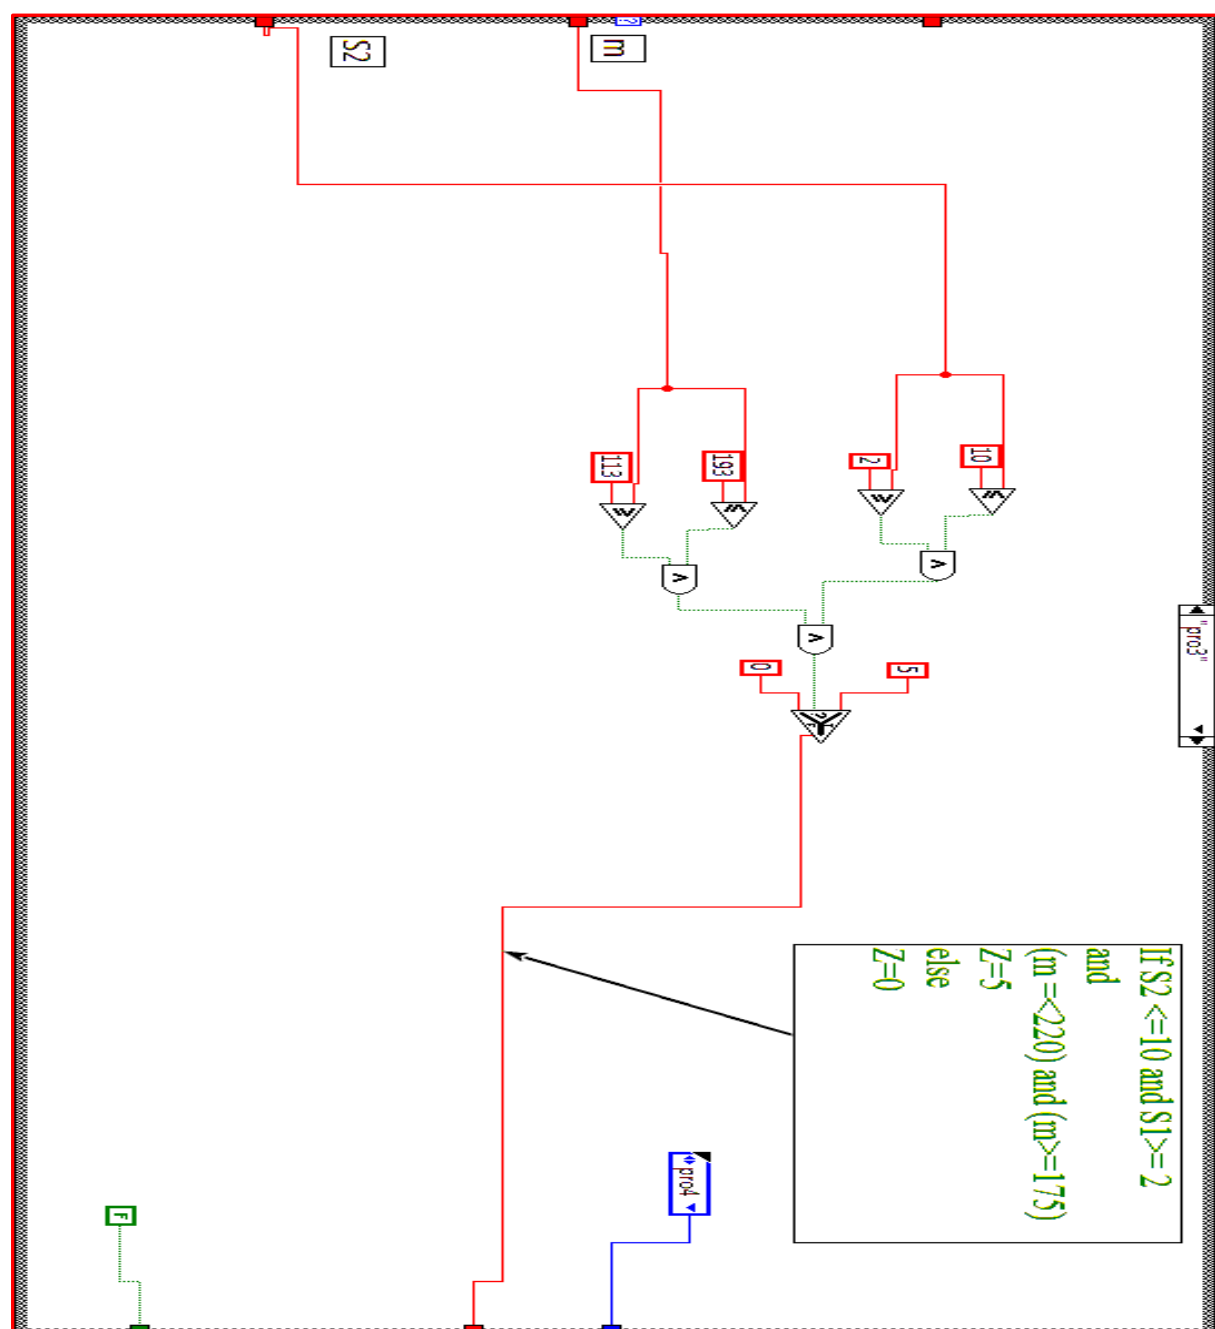 "pro3"
If S2 <=10 and S1>= 2
and
(m =<220) and (m>=175)
Z=5
else
Z=0
10
5
2
0
193
pro4
m
113
S2
F